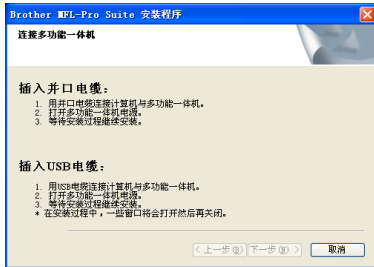 Brother MFL-Pro Suite 安装程序
连接多功能一体机
插入并口电缆：
1. 用并口电缆连接计算机与多功能一体机。
2. 打开多功能一体机电源。
3. 等待安装过程继续安装。
插入USB电缆：
1. 用USB电缆连接计算机与多功能一体机。
2. 打开多功能一体机电源。
3. 等待安装过程继续安装。
* 在安装过程中，一些窗口将会打开然后再关闭。
< 上一步(B) 下一步(N) > 取消